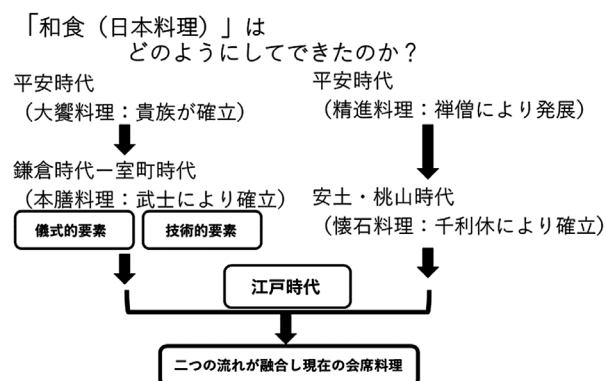 「和食（日本料理）」は
どのようにしてできたのか？
平安時代
（大饗料理：貴族が確立）
鎌倉時代ー室町時代
（本膳料理：武士により確立）
儀式的要素
技術的要素
平安時代
（精進料理：禅僧により発展）
安土・桃山時代
（懐石料理：千利休により確立）
江戸時代
二つの流れが融合し現在の会席料理